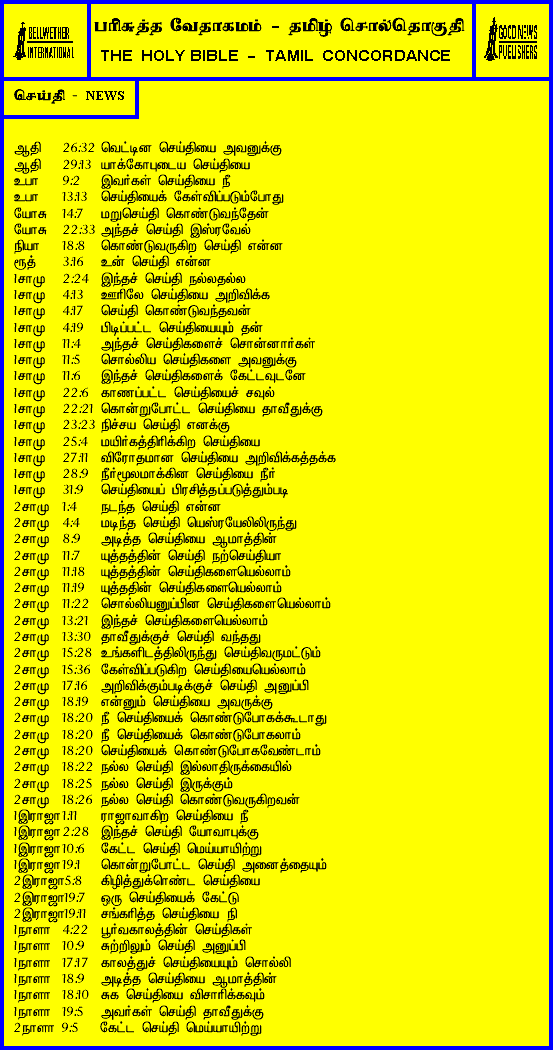 BELLWETHER
INTERNATIONAL
பரிசுத்த வேதாகமம் - தமிழ் சொல்தொகுதி
THE HOLY BIBLE - TAMIL CONCORDANCE
GOOD NEWS
PUBLISHERS
செய்தி - NEWS
ஆதி 26:32 வெட்டின செய்தியை அவனுக்கு
ஆதி 29:13 யாக்கோபுடைய செய்தியை
உபா 9:2 இவர்கள் செய்தியை நீ
உபா 13:13 செய்தியைக் கேள்விப்படும்போது
யோசு 14:7 மறுசெய்தி கொண்டுவந்தேன்
யோசு 22:33 அந்தச் செய்தி இஸ்ரவேல்
நியா 18:8 கொண்டுவருகிற செய்தி என்ன
ரூத் 3:16 உன் செய்தி என்ன
1சாமு 2:24 இந்தச் செய்தி நல்லதல்ல
1சாமு 4:13 ஊரிலே செய்தியை அறிவிக்க
1சாமு 4:17 செய்தி கொண்டுவந்தவன்
1சாமு 4:19 பிடிப்பட்ட செய்தியையும் தன்
1சாமு 11:4 அந்தச் செய்திகளைச் சொன்னார்கள்
1சாமு 11:5 சொல்லிய செய்திகளை அவனுக்கு
1சாமு 11:6 இந்தச் செய்திகளைக் கேட்டவுடனே
1சாமு 22:6 காணப்பட்ட செய்தியைச் சவுல்
1சாமு 22:21 கொன்றுபோட்ட செய்தியை தாவீதுக்கு
1சாமு 23:23 நிச்சய செய்தி எனக்கு
1சாமு 25:4 மயிர்கத்திரிக்கிற செய்தியை
1சாமு 27:11 விரோதமான செய்தியை அறிவிக்கத்தக்க
1சாமு 28:9 நீர்மூலமாக்கின செய்தியை நீர்
1சாமு 31:9 செய்தியைப் பிரசித்தப்படுத்தும்படி
2சாமு 1:4 நடந்த செய்தி என்ன
2சாமு 4:4 மடிந்த செய்தி யெஸ்ரயேலிலிருந்து
2சாமு 8:9 அடித்த செய்தியை ஆமாத்தின்
2சாமு 11:7 யுத்தத்தின் செய்தி நற்செய்தியா
2சாமு 11:18 யுத்தத்தின் செய்திகளையெல்லாம்
2சாமு 11:19 யுத்ததின் செய்திகளையெல்லாம்
2சாமு 11:22 சொல்லியனுப்பின செய்திகளையெல்லாம்
2சாமு 13:21 இந்தச் செய்திகளையெல்லாம்
2சாமு 13:30 தாவீதுக்குச் செய்தி வந்தது
2சாமு 15:28 உங்களிடத்திலிருந்து செய்திவருமட்டும்
2சாமு 15:36 கேள்விப்படுகிற செய்தியையெல்லாம்
2சாமு 17:16 அறிவிக்கும்படிக்குச் செய்தி அனுப்பி
2சாமு 18:19 என்னும் செய்தியை அவருக்கு
2சாமு 18:20 நீ செய்தியைக் கொண்டுபோகக்கூடாது
2சாமு 18:20 நீ செய்தியைக் கொண்டுபோகலாம்
2சாமு 18:20 செய்தியைக் கொண்டுபோகவேண்டாம்
2சாமு 18:22 நல்ல செய்தி இல்லாதிருக்கையில்
2சாமு 18:25 நல்ல செய்தி இருக்கும்
2சாமு 18:26 நல்ல செய்தி கொண்டுவருகிறவன்
1இராஜா 1:11 ராஜாவாகிற செய்தியை நீ
1இராஜா 2:28 இந்தச் செய்தி யோவாபுக்கு
1இராஜா 10:6 கேட்ட செய்தி மெய்யாயிற்று
1இராஜா 19:1 கொன்றுபோட்ட செய்தி அனைத்தையும்
2இராஜா 5:8 கிழித்துக்ெகாண்ட செய்தியை
2இராஜா 19:7 ஒரு செய்தியைக் கேட்டு
2இராஜா 19:11 சங்கரித்த செய்தியை நி
1நாளா 4:22 பூர்வகாலத்தின் செய்திகள்
1நாளா 10:9 சுற்றிலும் செய்தி அனுப்பி
1நாளா 17:17 காலத்துச் செய்தியையும் சொல்லி
1நாளா 18:9 அடித்த செய்தியை ஆமாத்தின்
1நாளா 18:10 சுக செய்தியை விசாரிக்கவும்
1நாளா 19:5 அவர்கள் செய்தி தாவீதுக்கு
2நாளா 9:5 கேட்ட செய்தி மெய்யாயிற்று